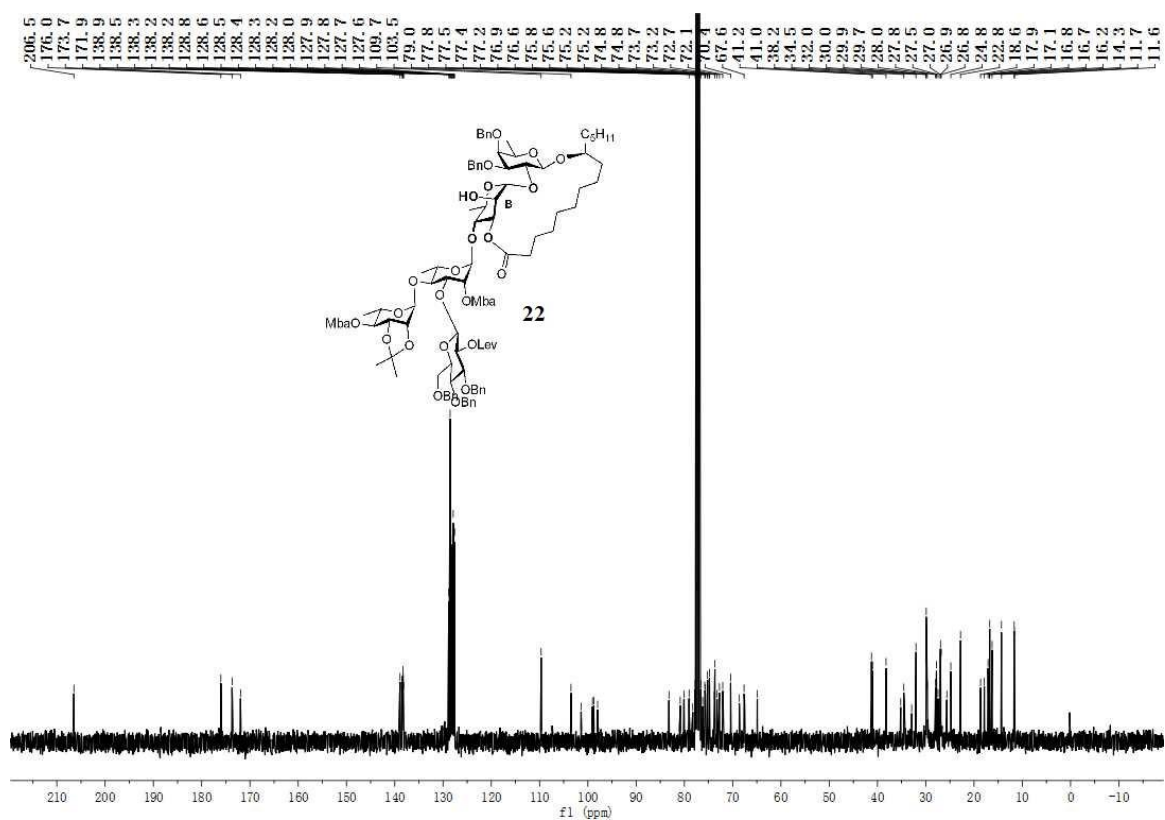 206.5 176.0 173.7 171.9 138.9 138.5 138.3 138.2 138.2 128.8 128.6 128.5 128.4 128.3 128.2 128.0 127.9 127.8 127.7 127.6 109.7 103.5 79.0 77.8 77.5 77.4 77.2 76.9 76.6 75.8 75.6 75.2 75.2 74.8 74.8 73.7 73.2 72.7 72.1 70.4 67.6 41.2 41.0 38.2 34.5 32.0 30.0 29.9 29.7 28.0 27.8 27.5 27.0 26.9 26.8 24.8 22.8 18.6 17.9 17.1 16.8 16.7 16.2 14.3 11.7 11.6
BnO C₅H₁₁
O O
BnO
O O
HO B
O O
O
O
O
O OMba
22
MbaO O
O O
O OLev
OBn OBn
OBn
210 200 190 180 170 160 150 140 130 120 110 100 90 80 70 60 50 40 30 20 10 0 -10
f1 (ppm)